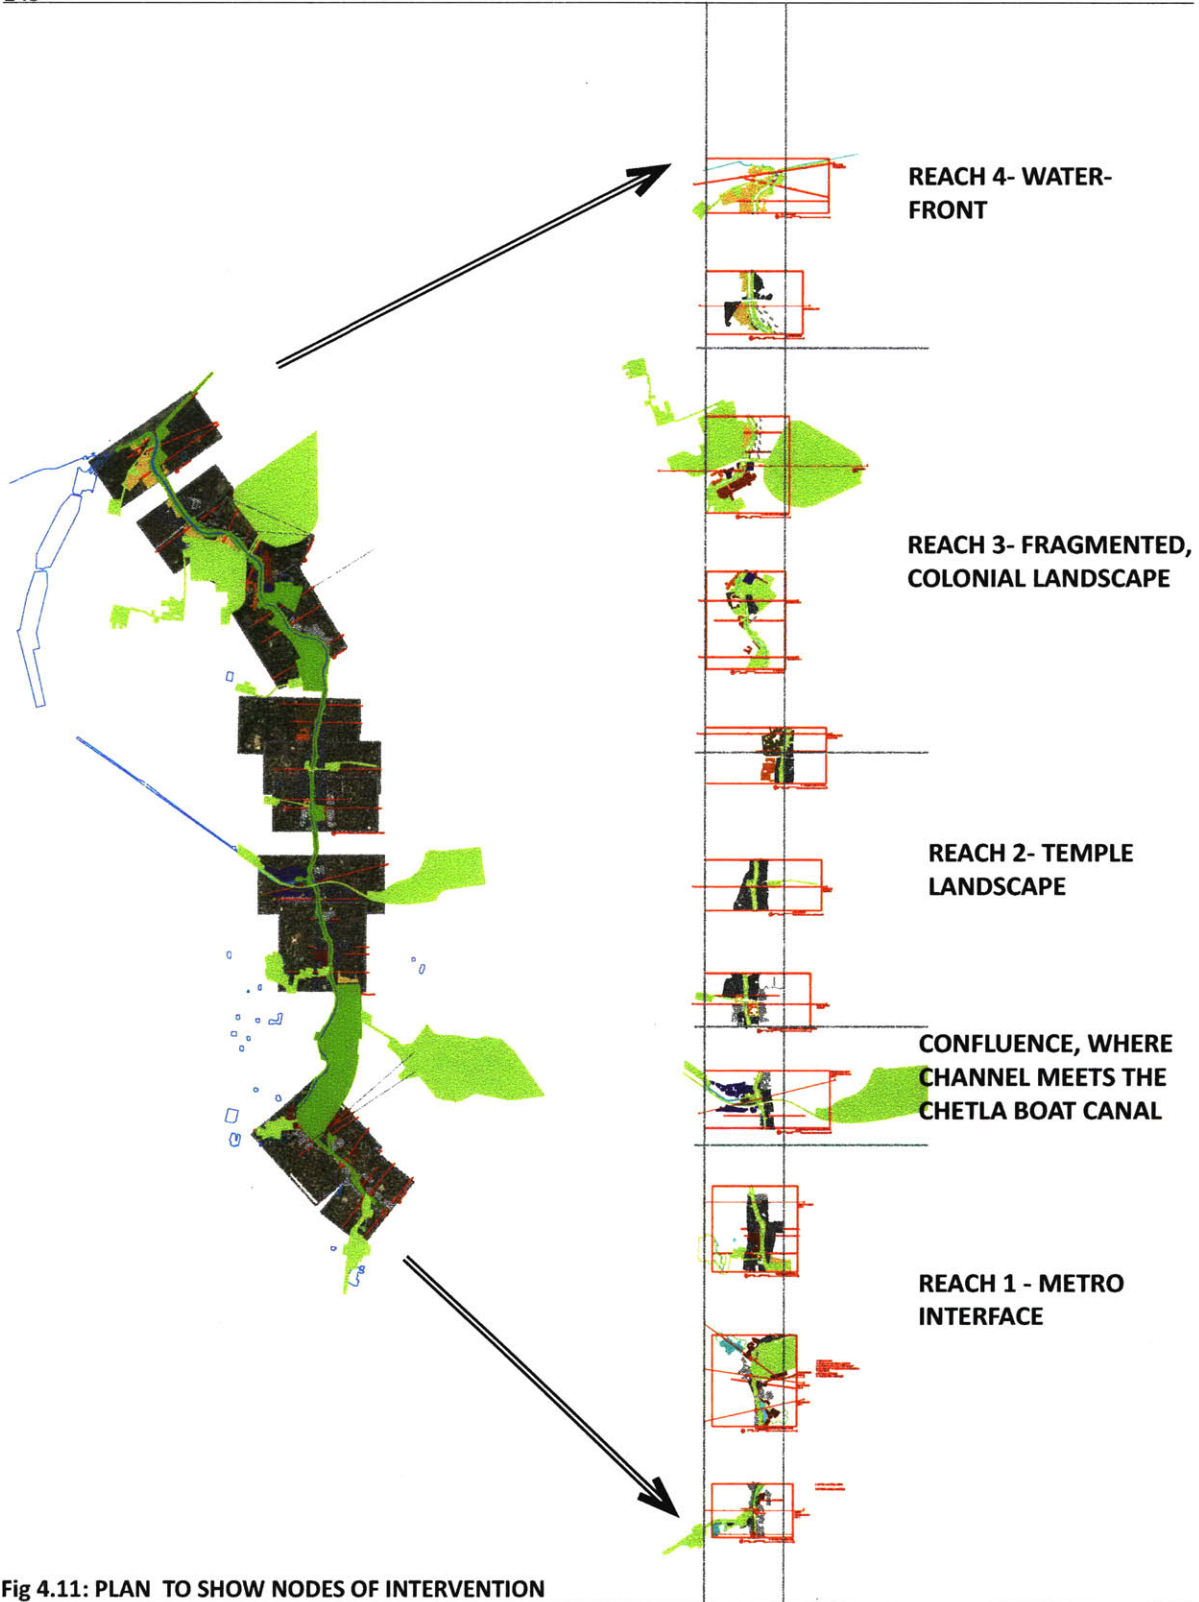 REACH 4- WATER-
FRONT
REACH 3- FRAGMENTED,
COLONIAL LANDSCAPE
REACH 2- TEMPLE
LANDSCAPE
CONFLUENCE, WHERE
CHANNEL MEETS THE
CHETLA BOAT CANAL
REACH 1 - METRO
INTERFACE
Fig 4.11: PLAN TO SHOW NODES OF INTERVENTION